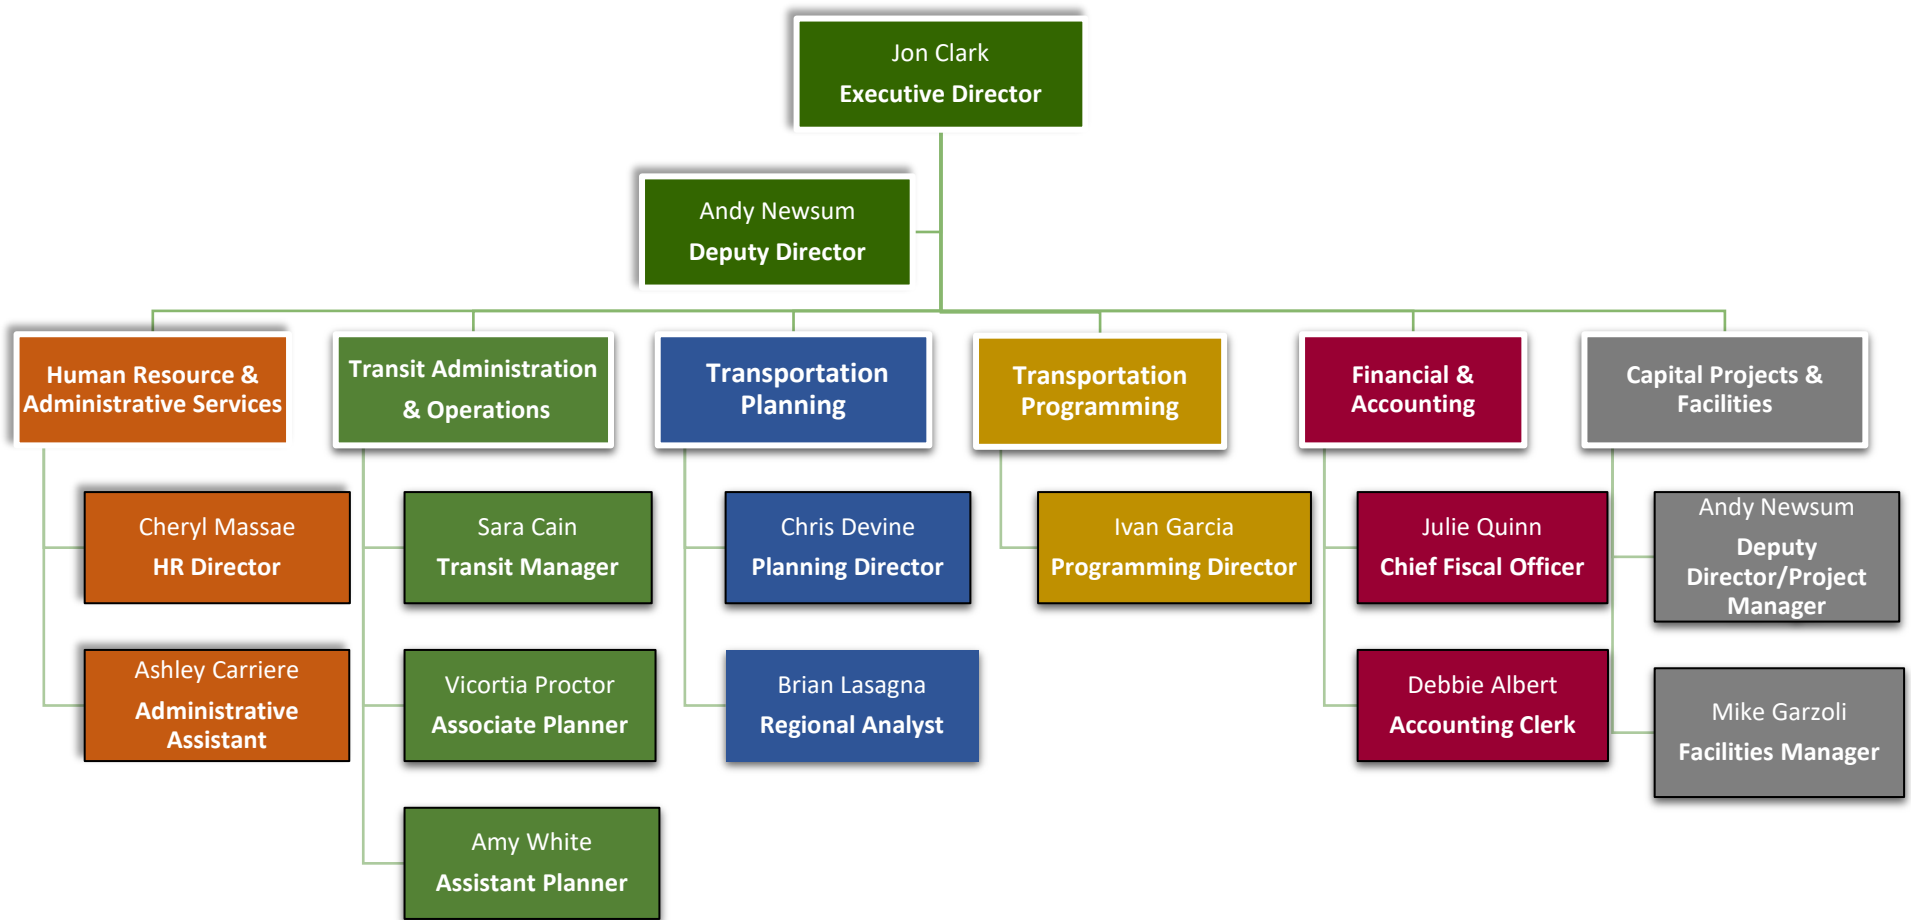 Jon Clark
Executive Director
Andy Newsum
Deputy Director
Human Resource &
Administrative Services
Transit Administration
& Operations
Transportation
Planning
Transportation
Programming
Financial &
Accounting
Capital Projects &
Facilities
Cheryl Massae
HR Director
Sara Cain
Transit Manager
Chris Devine
Planning Director
Ivan Garcia
Programming Director
Julie Quinn
Chief Fiscal Officer
Andy Newsum
Deputy
Director/Project
Manager
Ashley Carriere
Administrative
Assistant
Vicortia Proctor
Associate Planner
Brian Lasagna
Regional Analyst
Debbie Albert
Accounting Clerk
Mike Garzoli
Facilities Manager
Amy White
Assistant Planner